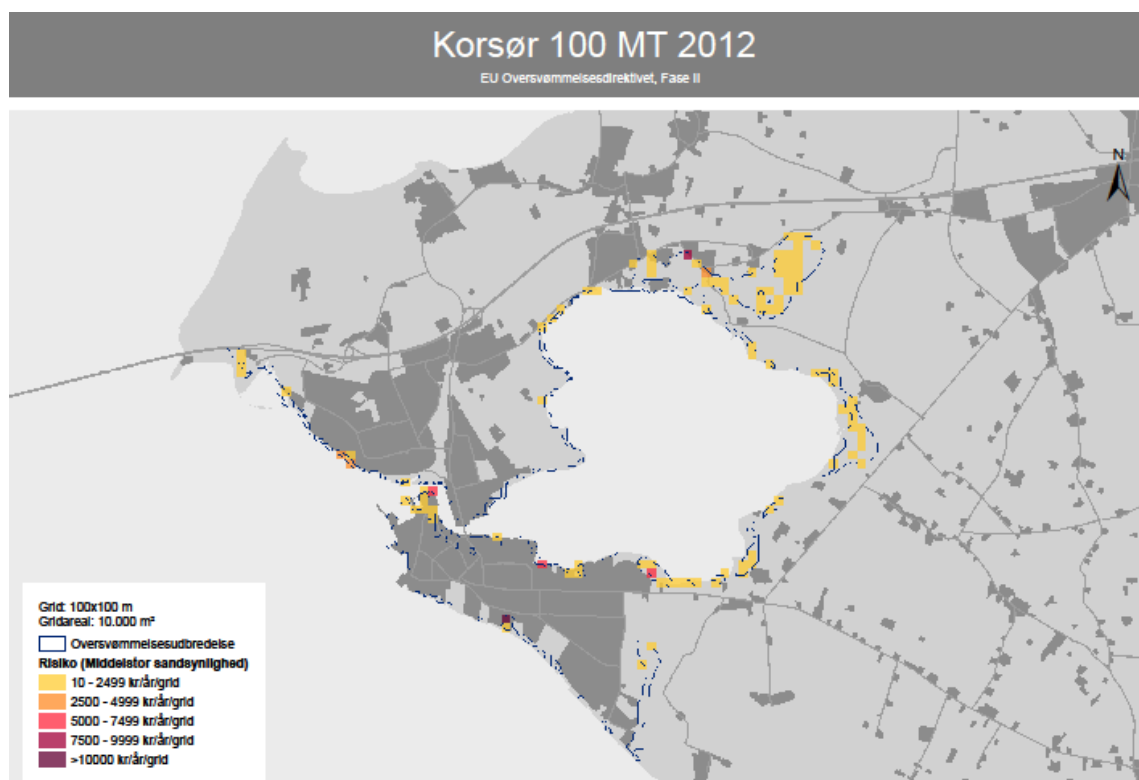 Korsør 100 MT 2012
EU Oversvømmelsesdirektivet, Fase II
N
Grid: 100x100 m
Gridareal: 10.000 m²
Oversvømmelsesudbredelse
Risiko (Middelstor sandsynlighed)
10 - 2499 kr/år/grid
2500 - 4999 kr/år/grid
5000 - 7499 kr/år/grid
7500 - 9999 kr/år/grid
>10000 kr/år/grid